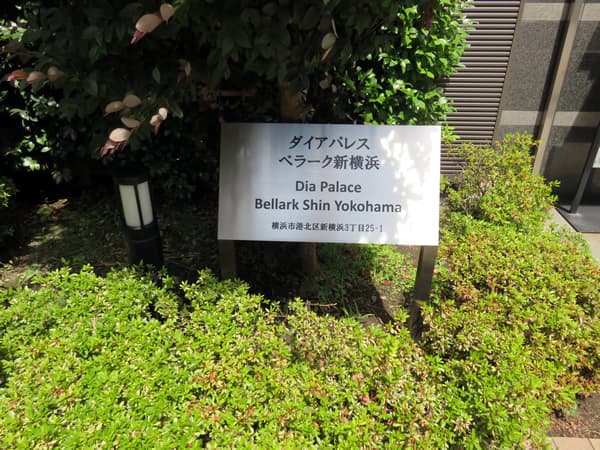 ダイアパレス
ベラーク新横浜
Dia Palace
Bellark Shin Yokohama
横浜市港北区新横浜3丁目25-1